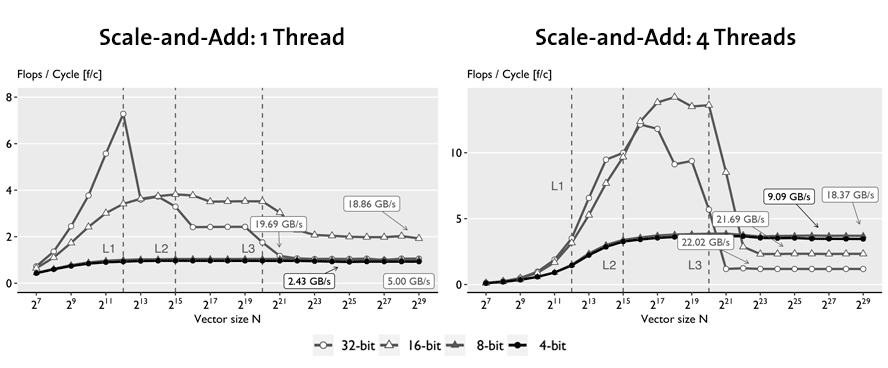 Scale-and-Add: 1 Thread
Flops / Cycle [f/c]
8
6
4
2
0
L1
L2
L3
19.69 GB/s
18.86 GB/s
2.43 GB/s
5.00 GB/s
2^7 2^9 2^11 2^13 2^15 2^17 2^19 2^21 2^23 2^25 2^27 2^29
Vector size N
Scale-and-Add: 4 Threads
Flops / Cycle [f/c]
10
5
0
L1
L2
L3
9.09 GB/s
18.37 GB/s
21.69 GB/s
22.02 GB/s
2^7 2^9 2^11 2^13 2^15 2^17 2^19 2^21 2^23 2^25 2^27 2^29
Vector size N
32-bit 16-bit 8-bit 4-bit